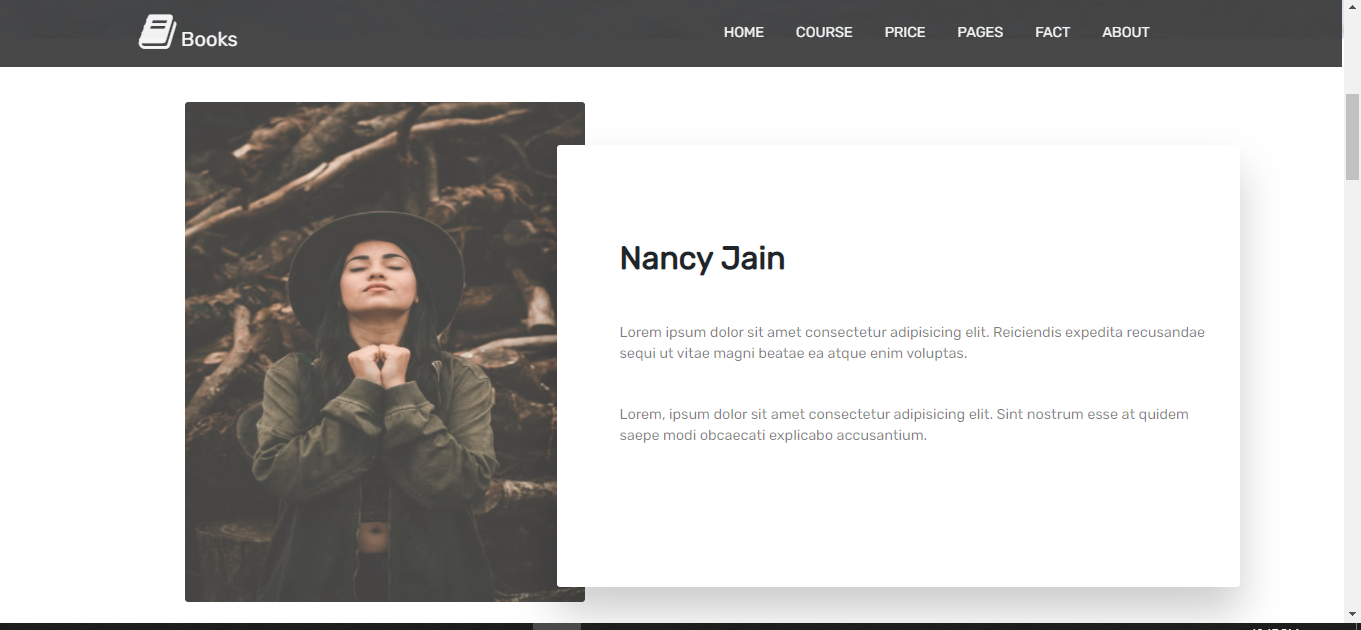 Books
HOME COURSE PRICE PAGES FACT ABOUT
Nancy Jain
Lorem ipsum dolor sit amet consectetur adipisicing elit. Reiciendis expedita recusandae
sequi ut vitae magni beatae ea atque enim voluptas.
Lorem, ipsum dolor sit amet consectetur adipisicing elit. Sint nostrum esse at quidem
saepe modi obcaecati explicabo accusantium.